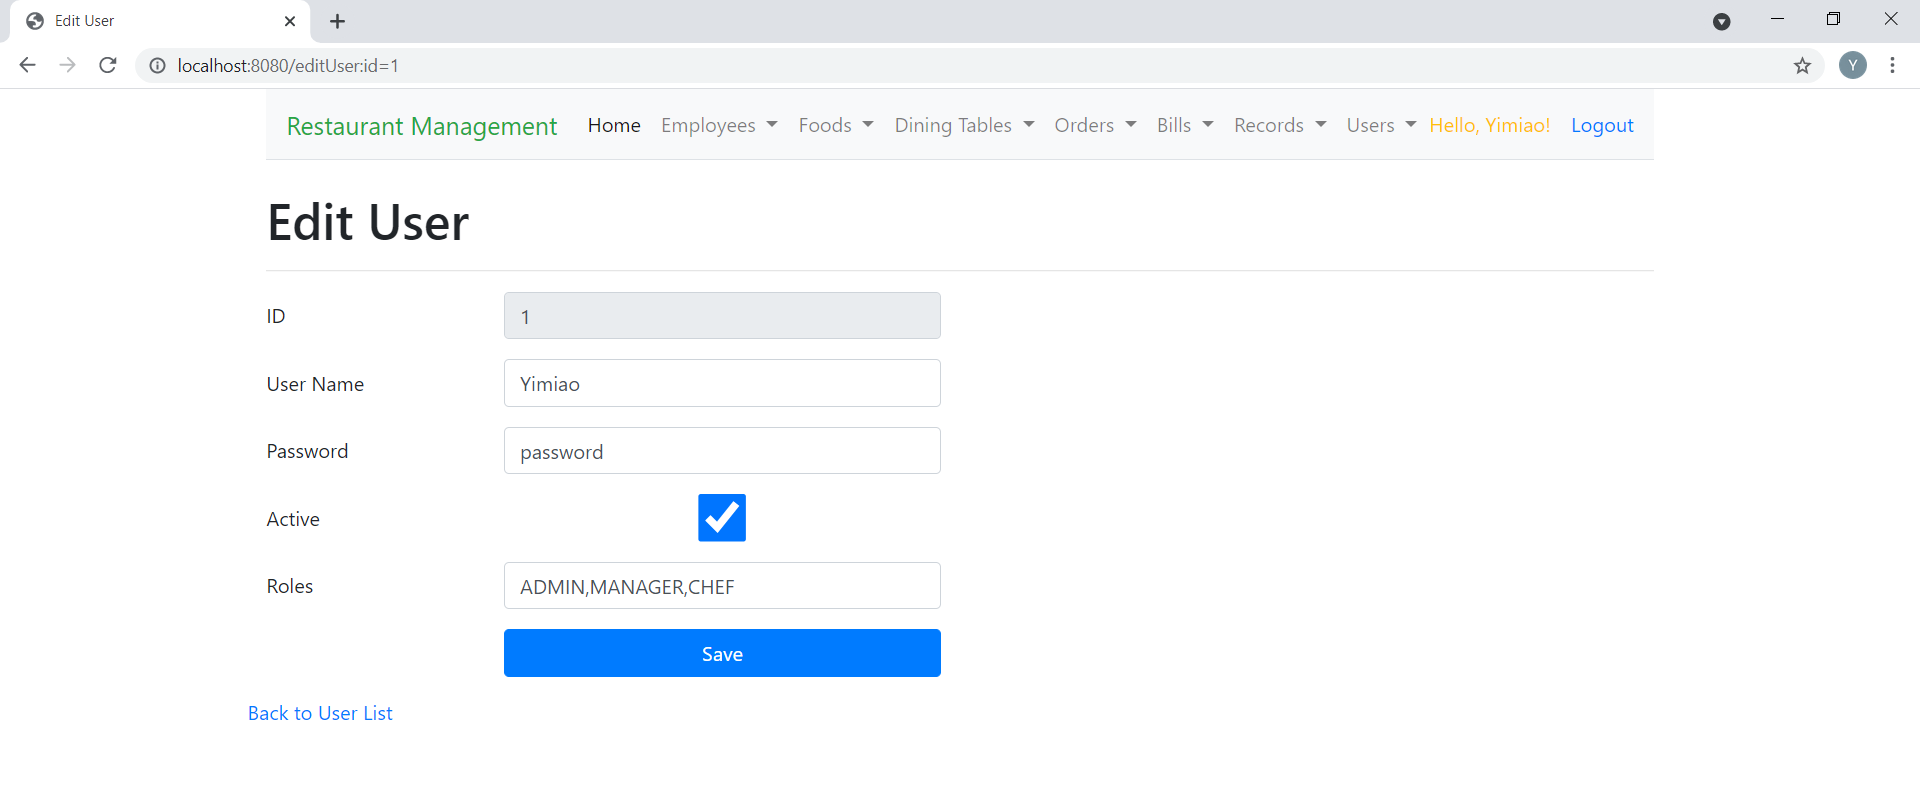 Edit User
localhost:8080/editUser:id=1
Y
Restaurant Management Home Employees Foods Dining Tables Orders Bills Records Users Hello, Yimiao! Logout
Edit User
ID 1
User Name Yimiao
Password password
Active
Roles ADMIN,MANAGER,CHEF
Save
Back to User List